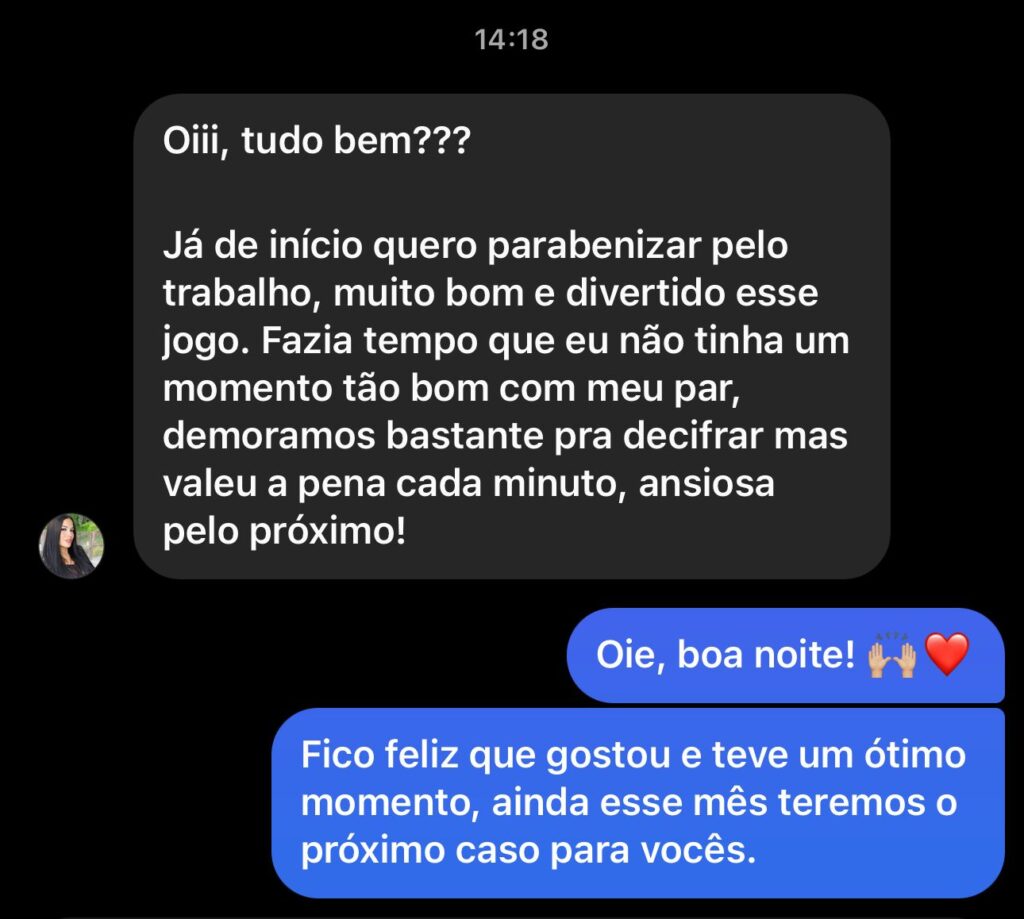 14:18
Oiii, tudo bem???
Já de início quero parabenizar pelo
trabalho, muito bom e divertido esse
jogo. Fazia tempo que eu não tinha um
momento tão bom com meu par,
demoramos bastante pra decifrar mas
valeu a pena cada minuto, ansiosa
pelo próximo!
Oie, boa noite! 🙌🏼❤️
Fico feliz que gostou e teve um ótimo
momento, ainda esse mês teremos o
próximo caso para vocês.